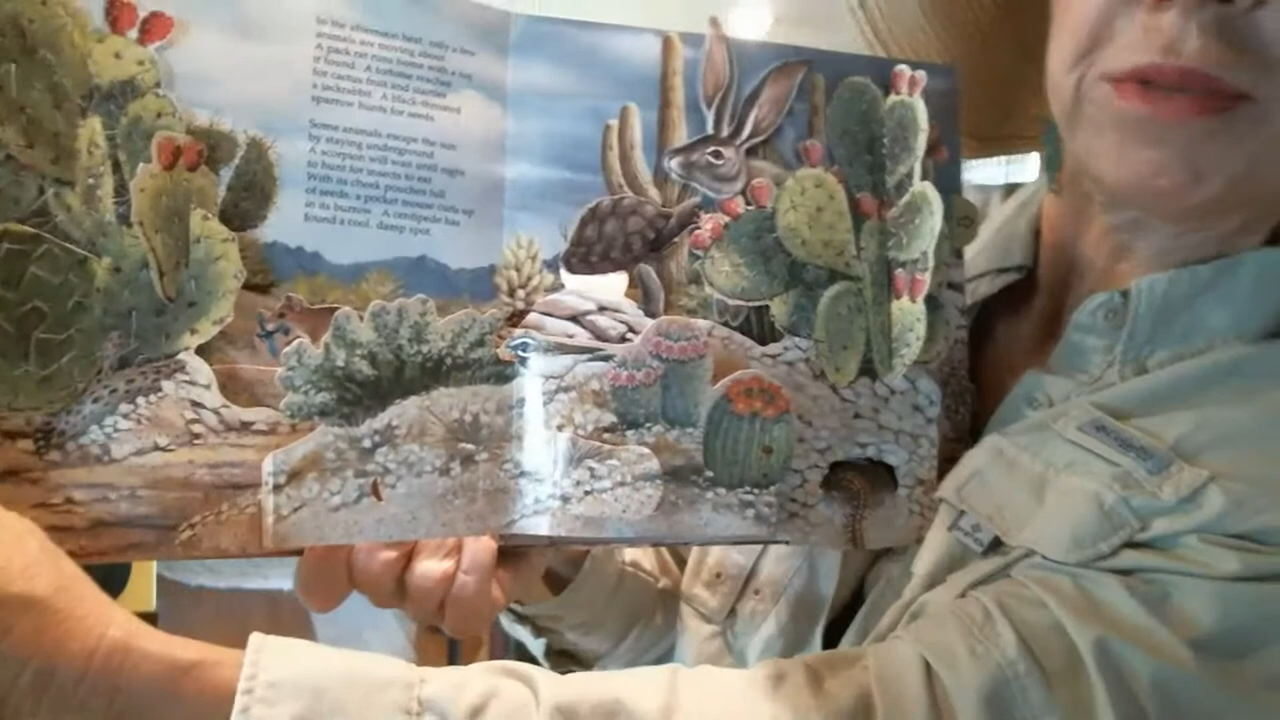 In the afternoon heat, only a few
animals are moving about.
A pack rat runs home with a toy
it found. A tortoise reaches
for cactus fruit and startles
a jackrabbit. A black-throated
sparrow hunts for seeds.
Some animals escape the sun
by staying underground.
A scorpion will wait until night
to hunt for insects to eat.
With its cheek pouches full
of seeds, a pocket mouse curls up
in its burrow. A centipede has
found a cool, damp spot.